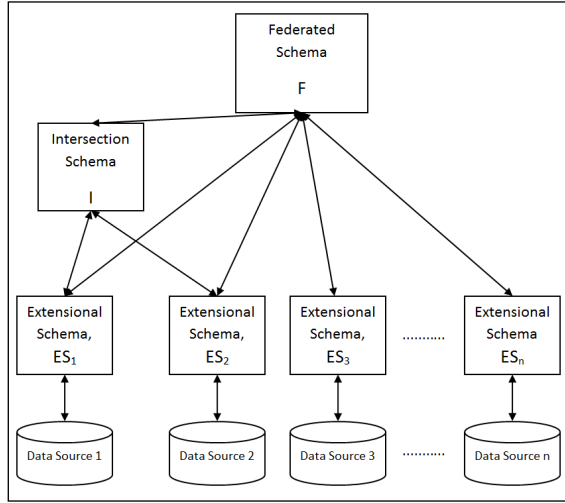 Federated
Schema
F
Intersection
Schema
I
Extensional
Schema,
ES₁
Extensional
Schema,
ES₂
Extensional
Schema,
ES₃
...........
Extensional
Schema
ESₙ
Data Source 1
Data Source 2
Data Source 3
...........
Data Source n